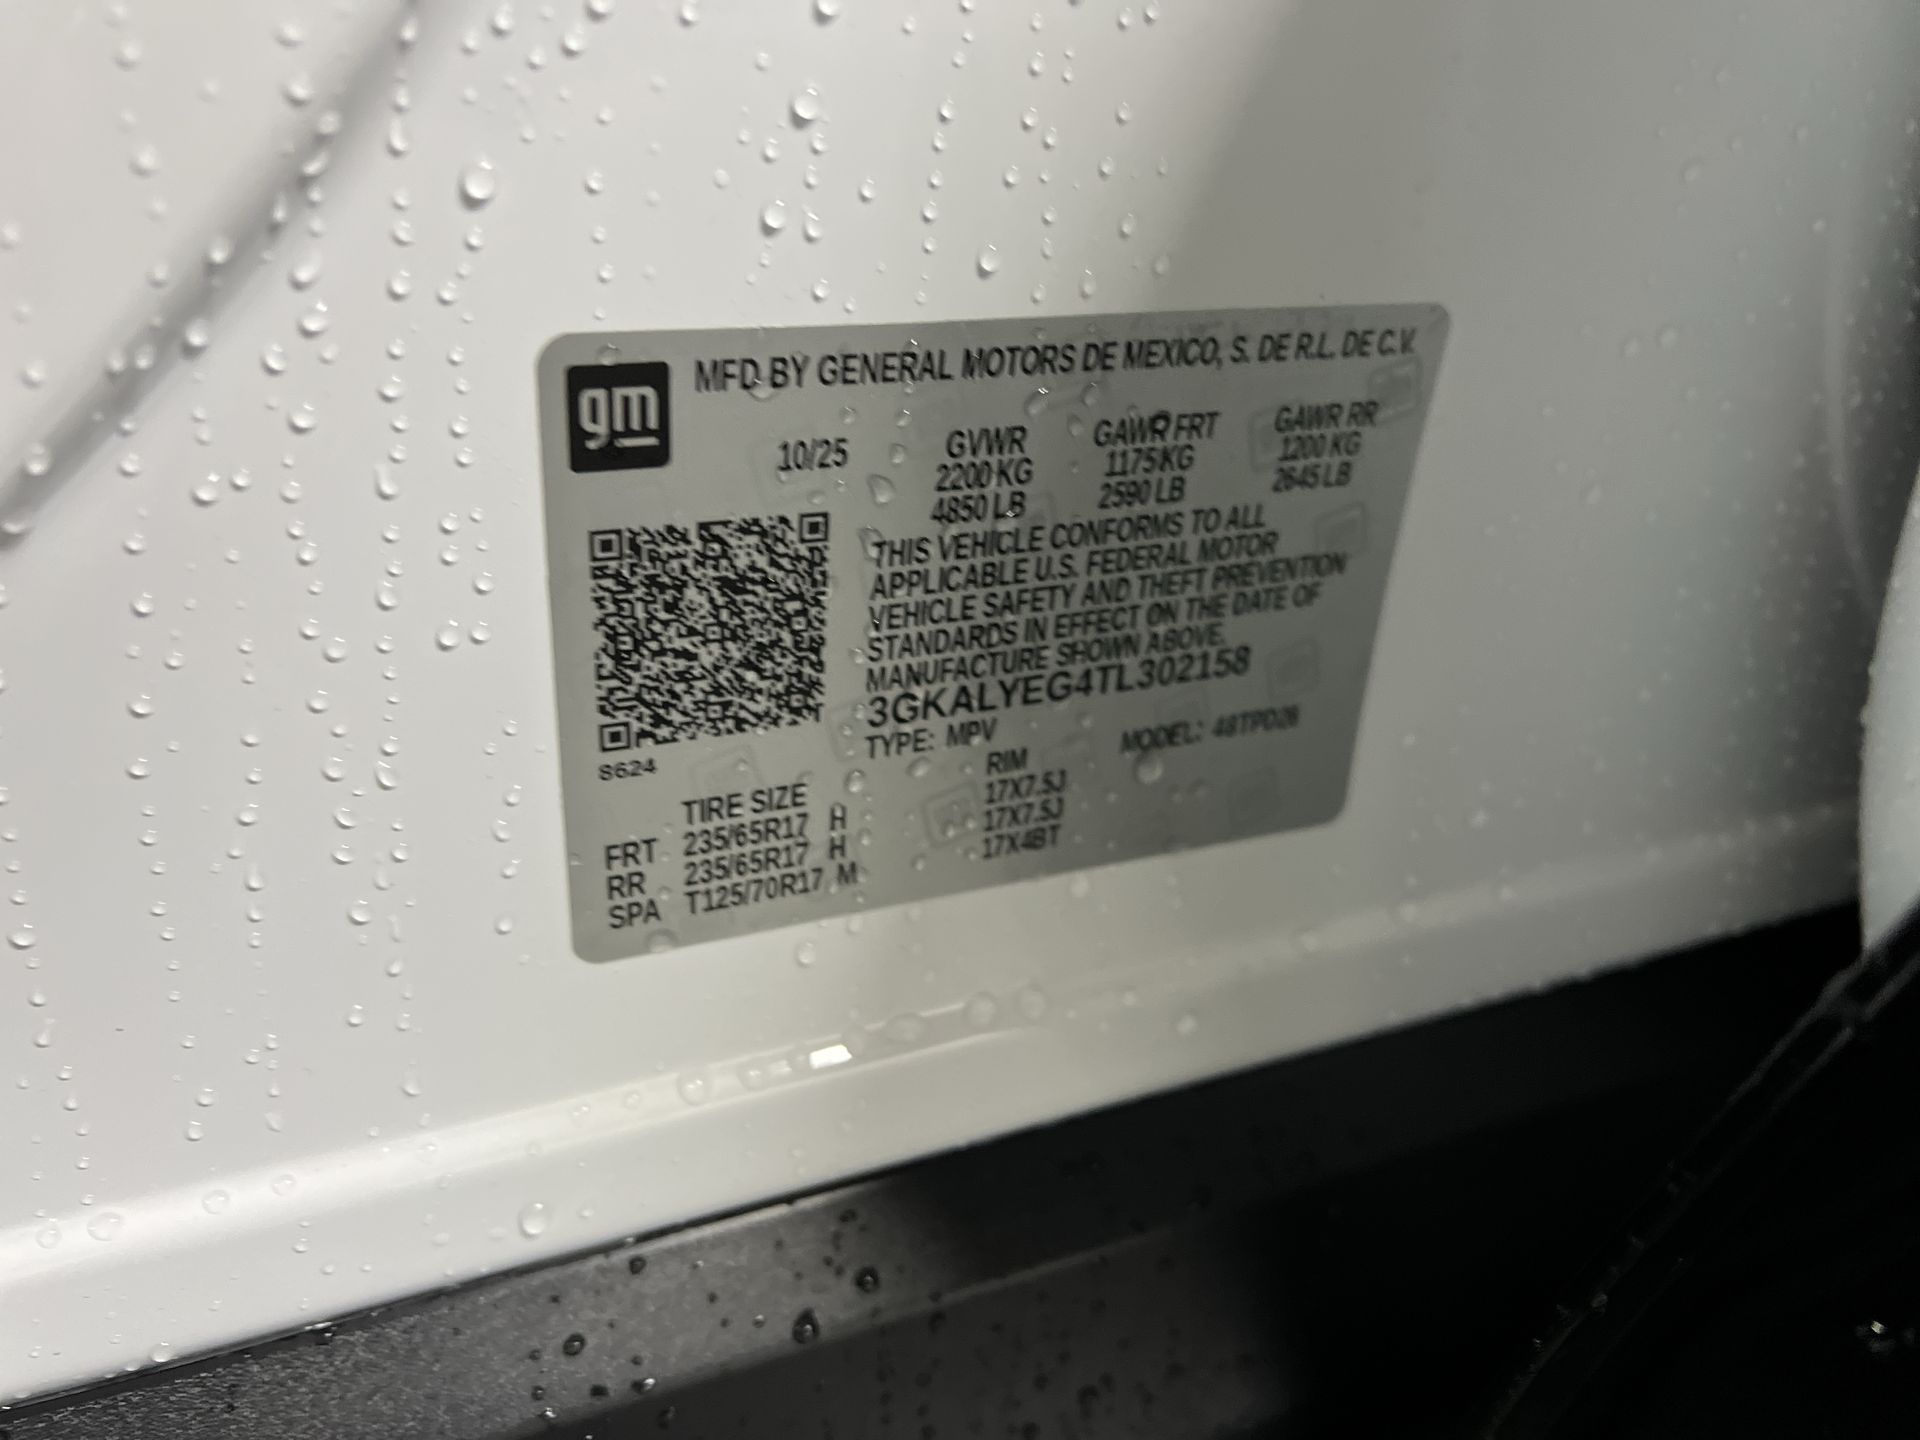 gm
MFD BY GENERAL MOTORS DE MEXICO, S. DE R.L. DE C.V.
10/25
GVWR GAWR FRT GAWR RR
2200 KG 1175 KG 1200 KG
4850 LB 2590 LB 2645 LB
THIS VEHICLE CONFORMS TO ALL
APPLICABLE U.S. FEDERAL MOTOR
VEHICLE SAFETY AND THEFT PREVENTION
STANDARDS IN EFFECT ON THE DATE OF
MANUFACTURE SHOWN ABOVE.
3GKALYEG4TL302158
TYPE: MPV MODEL: 48TPD26
8624
TIRE SIZE RIM
FRT 235/65R17 H 17X7.5J
RR 235/65R17 H 17X7.5J
SPA T125/70R17 M 17X4BT